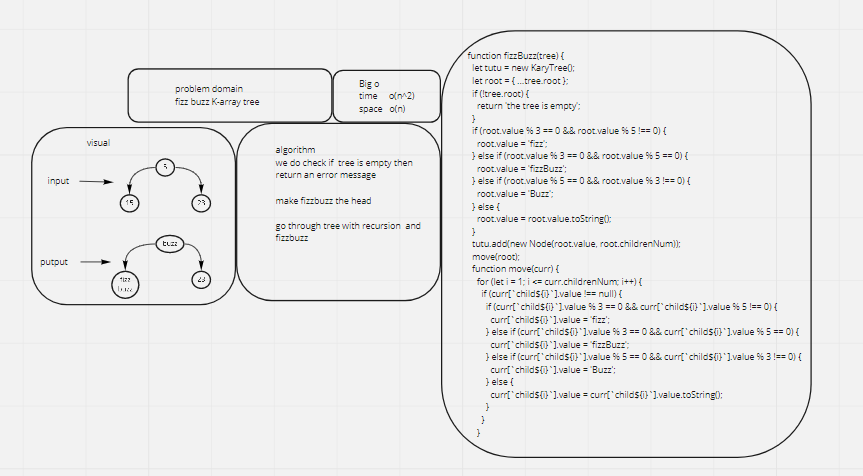 problem domain
fizz buzz K-array tree
Big o
time o(n^2)
space o(n)
visual
input
5
15
23
putput
buzz
fizz
buzz
23
algorithm
we do check if tree is empty then
return an error message
make fizzbuzz the head
go through tree with recursion and
fizzbuzz
function fizzBuzz(tree) {
let tutu = new KaryTree();
let root = { ...tree.root };
if (!tree.root) {
return 'the tree is empty';
}
if (root.value % 3 == 0 && root.value % 5 !== 0) {
root.value = 'fizz';
} else if (root.value % 3 == 0 && root.value % 5 == 0) {
root.value = 'fizzBuzz';
} else if (root.value % 5 == 0 && root.value % 3 !== 0) {
root.value = 'Buzz';
} else {
root.value = root.value.toString();
}
tutu.add(new Node(root.value, root.childrenNum));
move(root);
function move(curr) {
for (let i = 1; i <= curr.childrenNum; i++) {
if (curr[`child${i}`].value !== null) {
if (curr[`child${i}`].value % 3 == 0 && curr[`child${i}`].value % 5 !== 0) {
curr[`child${i}`].value = 'fizz';
} else if (curr[`child${i}`].value % 3 == 0 && curr[`child${i}`].value % 5 == 0) {
curr[`child${i}`].value = 'fizzBuzz';
} else if (curr[`child${i}`].value % 5 == 0 && curr[`child${i}`].value % 3 !== 0) {
curr[`child${i}`].value = 'Buzz';
} else {
curr[`child${i}`].value = curr[`child${i}`].value.toString();
}
}
}